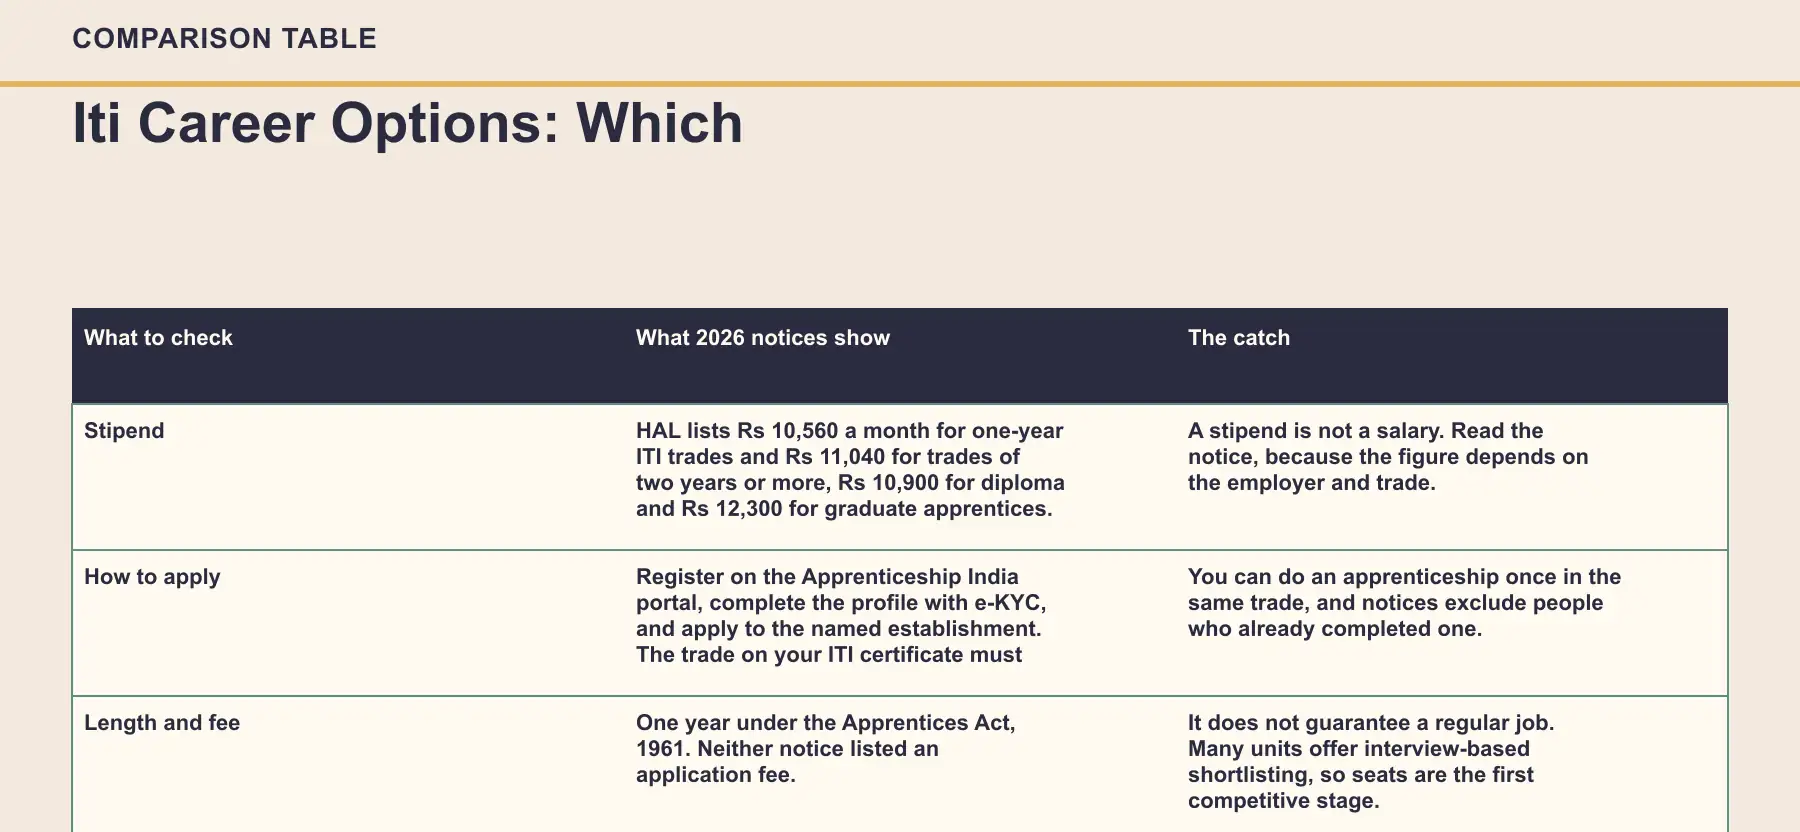 COMPARISON TABLE
Iti Career Options: Which
What to check
What 2026 notices show
The catch
Stipend
HAL lists Rs 10,560 a month for one-year
ITI trades and Rs 11,040 for trades of
two years or more, Rs 10,900 for diploma
and Rs 12,300 for graduate apprentices.
A stipend is not a salary. Read the
notice, because the figure depends on
the employer and trade.
How to apply
Register on the Apprenticeship India
portal, complete the profile with e-KYC,
and apply to the named establishment.
The trade on your ITI certificate must
You can do an apprenticeship once in the
same trade, and notices exclude people
who already completed one.
Length and fee
One year under the Apprentices Act,
1961. Neither notice listed an
application fee.
It does not guarantee a regular job.
Many units offer interview-based
shortlisting, so seats are the first
competitive stage.